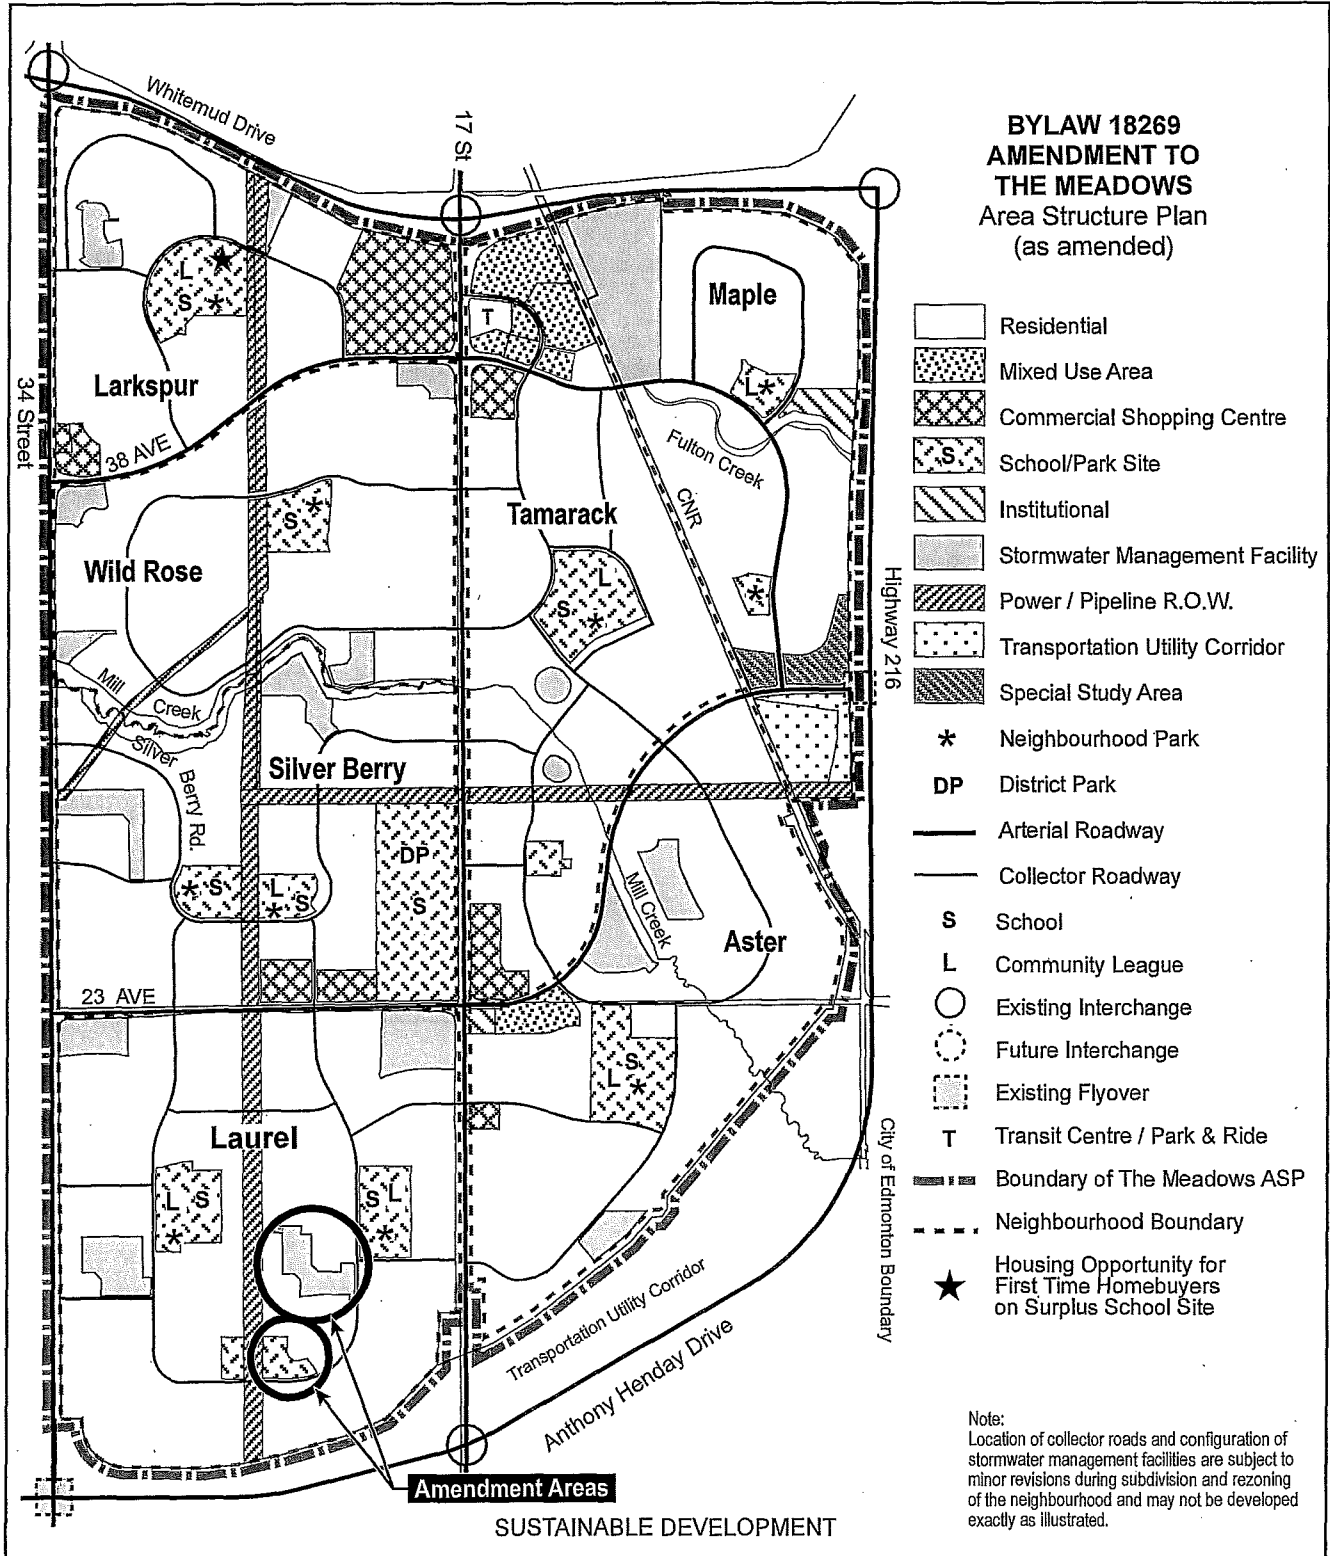 BYLAW 18269
AMENDMENT TO
THE MEADOWS
Area Structure Plan
(as amended)
Residential
Mixed Use Area
Commercial Shopping Centre
S
School/Park Site
Institutional
Stormwater Management Facility
Power / Pipeline R.O.W.
Transportation Utility Corridor
Special Study Area
*
Neighbourhood Park
DP
District Park
Arterial Roadway
Collector Roadway
S
School
L
Community League
Existing Interchange
Future Interchange
Existing Flyover
T
Transit Centre / Park & Ride
Boundary of The Meadows ASP
Neighbourhood Boundary
★
Housing Opportunity for
First Time Homebuyers
on Surplus School Site
Note:
Location of collector roads and configuration of
stormwater management facilities are subject to
minor revisions during subdivision and rezoning
of the neighbourhood and may not be developed
exactly as illustrated.
Whitemud Drive
17 St
34 Street
L
★
S *
T
Maple
L *
Larkspur
38 AVE
Fulton Creek
CNR
S *
Tamarack
Wild Rose
L
S
*
*
Highway 216
Mill
Creek
Silver
Berry Rd.
Silver Berry
DP
S
* S
L
* S
Mill Creek
Aster
23 AVE
S
L *
Laurel
L S
*
S L
*
City of Edmonton Boundary
Transportation Utility Corridor
Anthony Henday Drive
Amendment Areas
SUSTAINABLE DEVELOPMENT